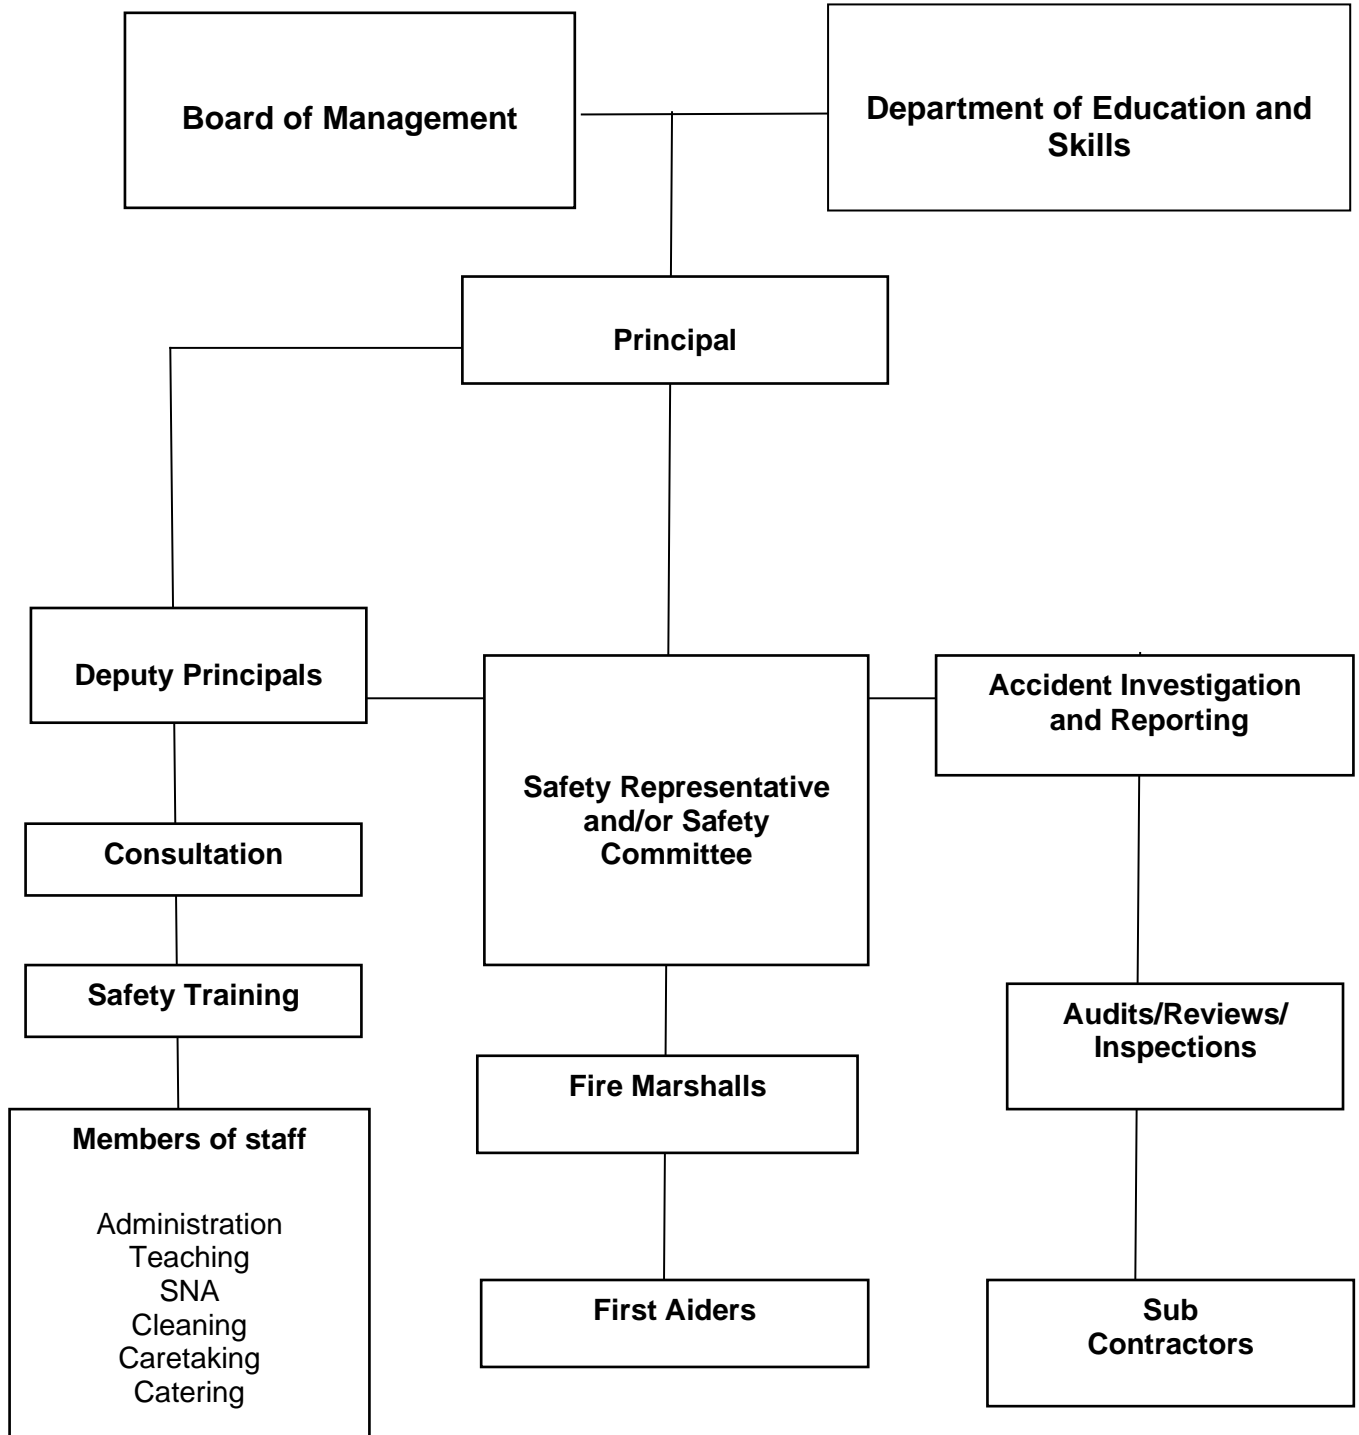 Board of Management
Department of Education and
Skills
Principal
Deputy Principals
Safety Representative
and/or Safety
Committee
Accident Investigation
and Reporting
Consultation
Safety Training
Audits/Reviews/
Inspections
Fire Marshalls
Members of staff
Administration
Teaching
SNA
Cleaning
Caretaking
Catering
First Aiders
Sub
Contractors